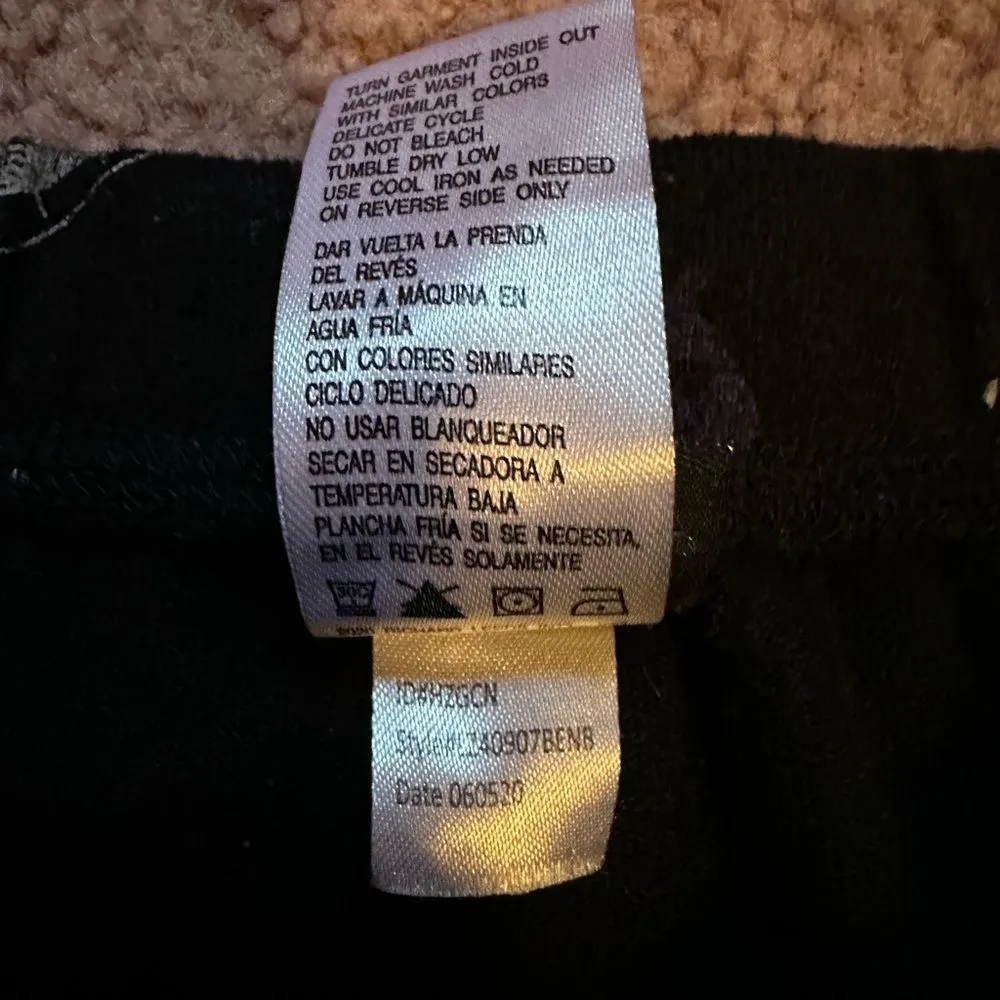 TURN GARMENT INSIDE OUT
MACHINE WASH COLD
WITH SIMILAR COLORS
DELICATE CYCLE
DO NOT BLEACH
TUMBLE DRY LOW
USE COOL IRON AS NEEDED
ON REVERSE SIDE ONLY
DAR VUELTA LA PRENDA
DEL REVÉS
LAVAR A MÁQUINA EN
AGUA FRÍA
CON COLORES SIMILARES
CICLO DELICADO
NO USAR BLANQUEADOR
SECAR EN SECADORA A
TEMPERATURA BAJA
PLANCHA FRÍA SI SE NECESITA,
EN EL REVÉS SOLAMENTE
30C
ID#HZGCN
Date 060520